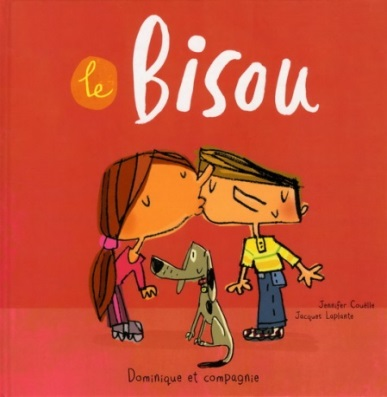 le
Bisou
Jennifer Couëlle
Jacques Laplante
Dominique et compagnie